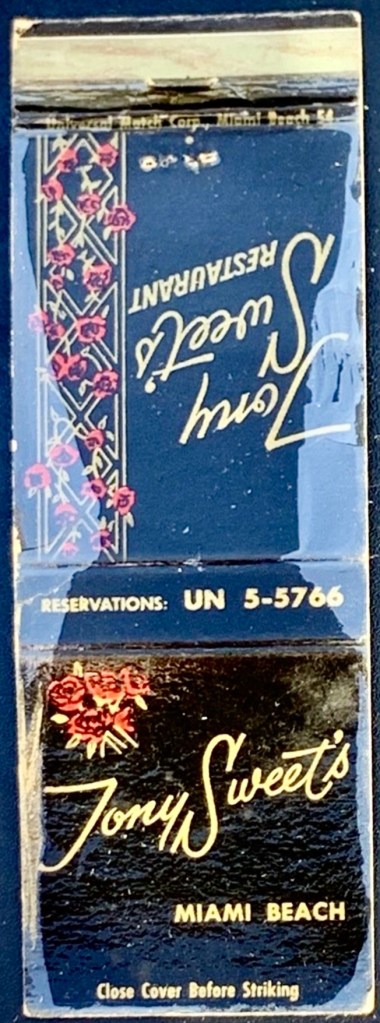 Universal Match Corp., Miami Beach 54
Tony
Sweet's
RESTAURANT
RESERVATIONS: UN 5-5766
Tony Sweet's
MIAMI BEACH
Close Cover Before Striking